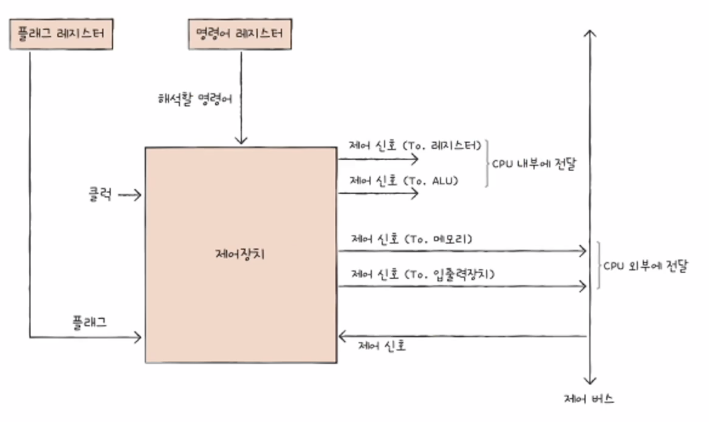 플래그 레지스터
명령어 레지스터
해석할 명령어
제어 신호 (To. 레지스터)
CPU 내부에 전달
제어 신호 (To. ALU)
클럭
제어장치
제어 신호 (To. 메모리)
CPU 외부에 전달
제어 신호 (To. 입출력장치)
플래그
제어 신호
제어 버스